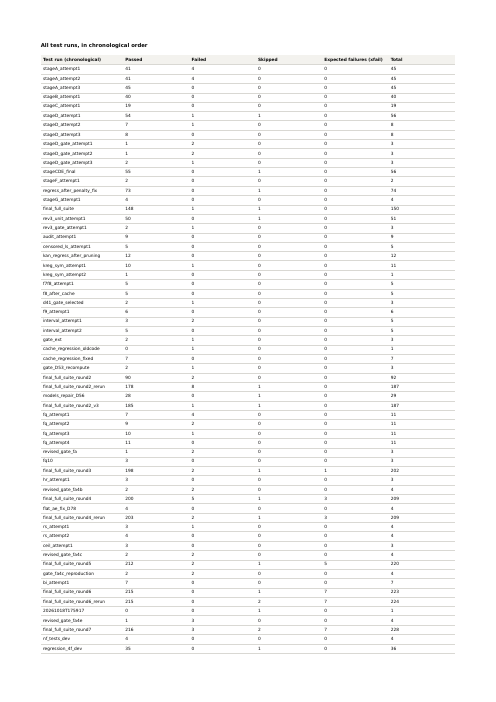 All test runs, in chronological order
Test run (chronological) Passed Failed Skipped Expected failures (xfail) Total
stageA_attempt1 41 4 0 0 45
stageA_attempt2 41 4 0 0 45
stageA_attempt3 45 0 0 0 45
stageB_attempt1 40 0 0 0 40
stageC_attempt1 19 0 0 0 19
stageD_attempt1 54 1 1 0 56
stageD_attempt2 7 1 0 0 8
stageD_attempt3 8 0 0 0 8
stageD_gate_attempt1 1 2 0 0 3
stageD_gate_attempt2 1 2 0 0 3
stageD_gate_attempt3 2 1 0 0 3
stageCDE_final 55 0 1 0 56
stageF_attempt1 2 0 0 0 2
regress_after_penalty_fix 73 0 1 0 74
stageG_attempt1 4 0 0 0 4
final_full_suite 148 1 1 0 150
rev3_unit_attempt1 50 0 1 0 51
rev3_gate_attempt1 2 1 0 0 3
audit_attempt1 9 0 0 0 9
censored_ls_attempt1 5 0 0 0 5
kan_regress_after_pruning 12 0 0 0 12
kreg_sym_attempt1 10 1 0 0 11
kreg_sym_attempt2 1 0 0 0 1
f7f8_attempt1 5 0 0 0 5
f8_after_cache 5 0 0 0 5
d41_gate_selected 2 1 0 0 3
f9_attempt1 6 0 0 0 6
interval_attempt1 3 2 0 0 5
interval_attempt2 5 0 0 0 5
gate_ext 2 1 0 0 3
cache_regression_oldcode 0 1 0 0 1
cache_regression_fixed 7 0 0 0 7
gate_D53_recompute 2 1 0 0 3
final_full_suite_round2 90 2 0 0 92
final_full_suite_round2_rerun 178 8 1 0 187
models_repair_D56 28 0 1 0 29
final_full_suite_round2_v3 185 1 1 0 187
fq_attempt1 7 4 0 0 11
fq_attempt2 9 2 0 0 11
fq_attempt3 10 1 0 0 11
fq_attempt4 11 0 0 0 11
revised_gate_fa 1 2 0 0 3
fq10 3 0 0 0 3
final_full_suite_round3 198 2 1 1 202
hr_attempt1 3 0 0 0 3
revised_gate_fa4b 2 2 0 0 4
final_full_suite_round4 200 5 1 3 209
flat_ae_fix_D78 4 0 0 0 4
final_full_suite_round4_rerun 203 2 1 3 209
rs_attempt1 3 1 0 0 4
rs_attempt2 4 0 0 0 4
ceil_attempt1 3 0 0 0 3
revised_gate_fa4c 2 2 0 0 4
final_full_suite_round5 212 2 1 5 220
gate_fa4c_reproduction 2 2 0 0 4
bi_attempt1 7 0 0 0 7
final_full_suite_round6 215 0 1 7 223
final_full_suite_round6_rerun 215 0 2 7 224
20261018T175917 0 0 1 0 1
revised_gate_fa4e 1 3 0 0 4
final_full_suite_round7 216 3 2 7 228
nf_tests_dev 4 0 0 0 4
regression_4f_dev 35 0 1 0 36